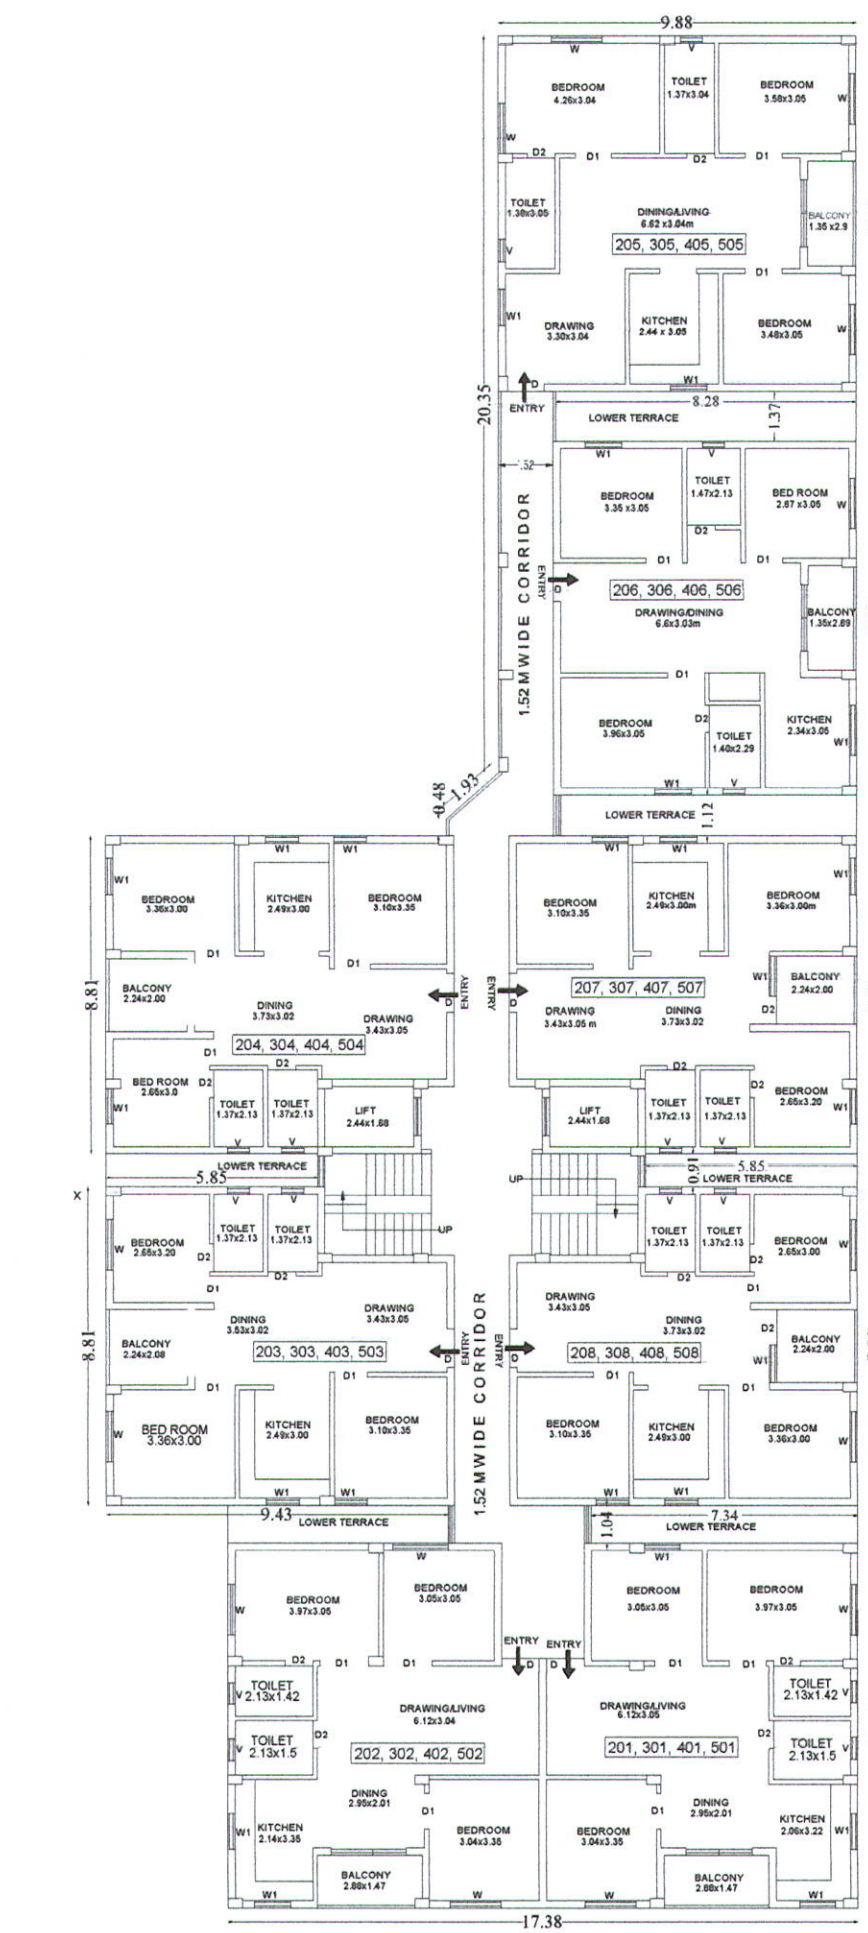 9.88
W
V
BEDROOM
4.26x3.04
TOILET
1.37x3.04
BEDROOM
3.58x3.05
W
W
D2
D1
D2
D1
TOILET
1.38x3.05
V
DINING/LIVING
6.62 x3.04m
205, 305, 405, 505
BALCONY
1.35 x2.9
D1
W1
DRAWING
3.30x3.04
KITCHEN
2.44 x 3.05
BEDROOM
3.48x3.05
W
W1
D
ENTRY
20.35
8.28
LOWER TERRACE
1.37
1.52 M WIDE CORRIDOR
W1
V
BEDROOM
3.35 x3.05
TOILET
1.47x2.13
BED ROOM
2.67 x3.05
W
D2
D1
D1
ENTRY
D
206, 306, 406, 506
DRAWING/DINING
6.6x3.03m
BALCONY
1.35x2.89
D1
BEDROOM
3.96x3.05
D2
TOILET
1.40x2.29
KITCHEN
2.34x3.05
W1
W1
V
0.48
1.93
LOWER TERRACE
1.12
W1
W1
W1
BEDROOM
3.36x3.00
KITCHEN
2.49x3.00
BEDROOM
3.10x3.35
D1
D1
BALCONY
2.24x2.00
DINING
3.73x3.02
DRAWING
3.43x3.05
D
ENTRY
204, 304, 404, 504
D1
D2
BED ROOM
2.65x3.0
D2
W1
TOILET
1.37x2.13
TOILET
1.37x2.13
LIFT
2.44x1.68
V
V
8.81
W1
W1
W1
BEDROOM
3.10x3.35
KITCHEN
2.49x3.00m
BEDROOM
3.36x3.00m
ENTRY
D
207, 307, 407, 507
DRAWING
3.43x3.05 m
DINING
3.73x3.02
W1
BALCONY
2.24x2.00
D2
D2
LIFT
2.44x1.68
TOILET
1.37x2.13
TOILET
1.37x2.13
D2
BEDROOM
2.65x3.20
W1
V
V
LOWER TERRACE
5.85
X
0.91
5.85
LOWER TERRACE
UP
UP
V
V
BEDROOM
2.65x3.20
W
D2
TOILET
1.37x2.13
TOILET
1.37x2.13
D2
D1
DINING
3.53x3.02
DRAWING
3.43x3.05
BALCONY
2.24x2.08
203, 303, 403, 503
D
ENTRY
D1
D1
W
BED ROOM
3.36x3.00
KITCHEN
2.49x3.00
BEDROOM
3.10x3.35
W1
W1
8.81
1.52 M WIDE CORRIDOR
V
V
TOILET
1.37x2.13
TOILET
1.37x2.13
BEDROOM
2.65x3.00
W
D2
D2
D1
DRAWING
3.43x3.05
DINING
3.73x3.02
D2
BALCONY
2.24x2.00
W1
ENTRY
D
208, 308, 408, 508
D1
D1
BEDROOM
3.10x3.35
KITCHEN
2.49x3.00
BEDROOM
3.36x3.00
W
W1
W1
9.43
LOWER TERRACE
1.04
7.34
LOWER TERRACE
W
BEDROOM
3.97x3.05
BEDROOM
3.05x3.05
W
D2
D1
D1
ENTRY
D
TOILET
2.13x1.42
V
TOILET
2.13x1.5
V
D2
DRAWING/LIVING
6.12x3.04
202, 302, 402, 502
DINING
2.95x2.01
D1
W1
KITCHEN
2.14x3.35
BEDROOM
3.04x3.35
BALCONY
2.88x1.47
W1
W
W1
BEDROOM
3.05x3.05
BEDROOM
3.97x3.05
W
ENTRY
D
D1
D1
D2
TOILET
2.13x1.42
V
DRAWING/LIVING
6.12x3.05
D2
TOILET
2.13x1.5
V
201, 301, 401, 501
DINING
2.95x2.01
D1
BEDROOM
3.04x3.35
KITCHEN
2.06x3.22
W1
BALCONY
2.88x1.47
W
W1
17.38